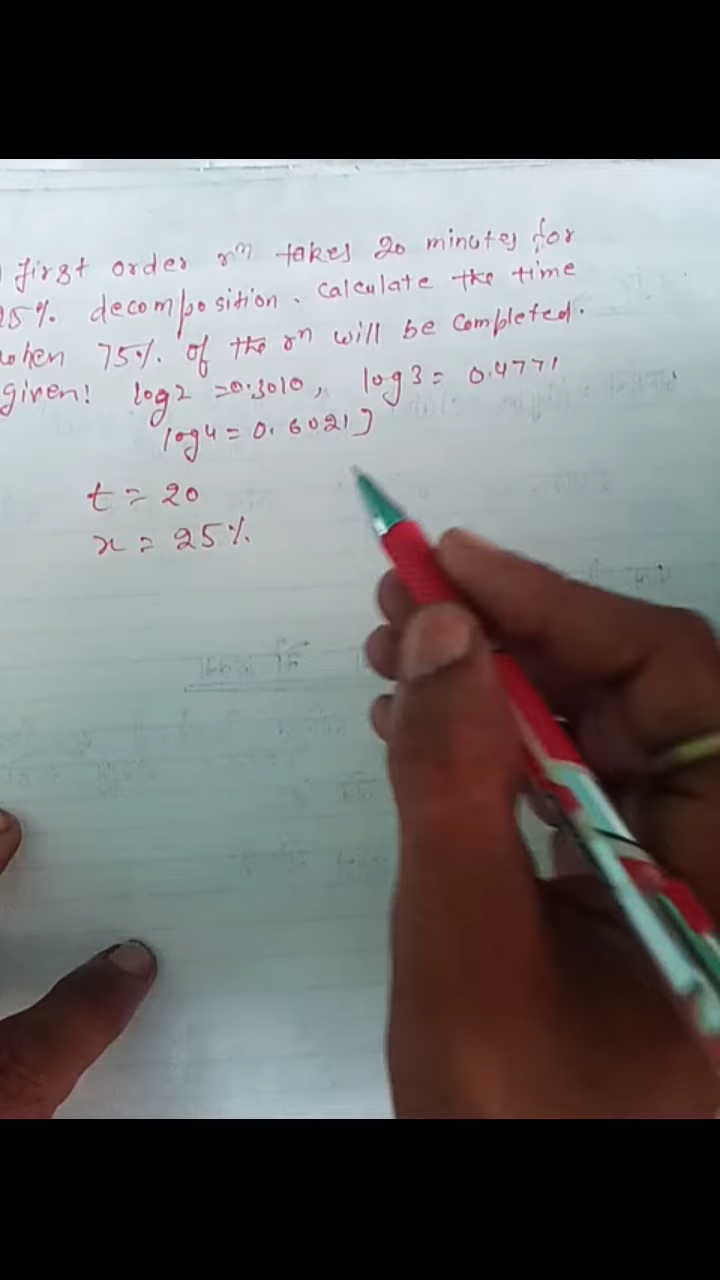 first order rⁿ takes 20 minutes for
25% decomposition. Calculate the time
when 75% of the rⁿ will be completed.
given! log2 = 0.3010, log3 = 0.4771
log4 = 0.6021]
t = 20
x = 25%